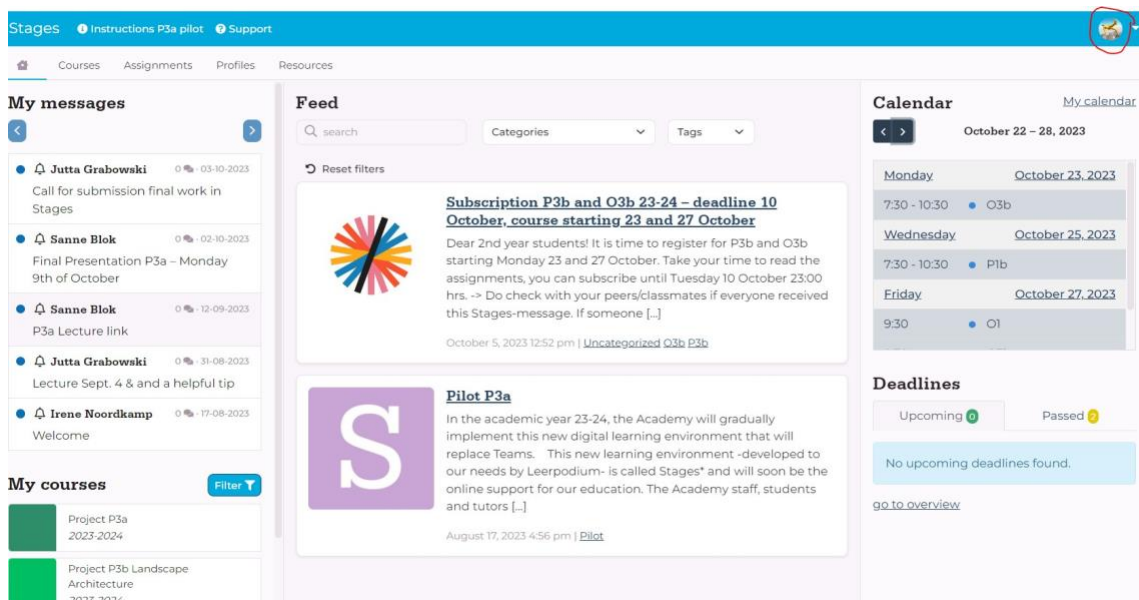 Stages Instructions P3a pilot Support
Courses Assignments Profiles Resources
My messages
Jutta Grabowski 0 - 03-10-2023
Call for submission final work in
Stages
Sanne Blok 0 - 02-10-2023
Final Presentation P3a – Monday
9th of October
Sanne Blok 0 - 12-09-2023
P3a Lecture link
Jutta Grabowski 0 - 31-08-2023
Lecture Sept. 4 & and a helpful tip
Irene Noordkamp 0 - 17-08-2023
Welcome
My courses Filter
Project P3a
2023-2024
Project P3b Landscape
Architecture
2023-2024
Feed
search Categories Tags
Reset filters
Subscription P3b and O3b 23-24 – deadline 10
October, course starting 23 and 27 October
Dear 2nd year students! It is time to register for P3b and O3b
starting Monday 23 and 27 October. Take your time to read the
assignments, you can subscribe until Tuesday 10 October 23:00
hrs. -> Do check with your peers/classmates if everyone received
this Stages-message. If someone [...]
October 5, 2023 12:52 pm | Uncategorized O3b P3b
S
Pilot P3a
In the academic year 23-24, the Academy will gradually
implement this new digital learning environment that will
replace Teams. This new learning environment -developed to
our needs by Leerpodium- is called Stages* and will soon be the
online support for our education. The Academy staff, students
and tutors [...]
August 17, 2023 4:56 pm | Pilot
Calendar My calendar
October 22 – 28, 2023
Monday October 23, 2023
7:30 - 10:30 O3b
Wednesday October 25, 2023
7:30 - 10:30 P1b
Friday October 27, 2023
9:30 O1
Deadlines
Upcoming 0 Passed 2
No upcoming deadlines found.
go to overview